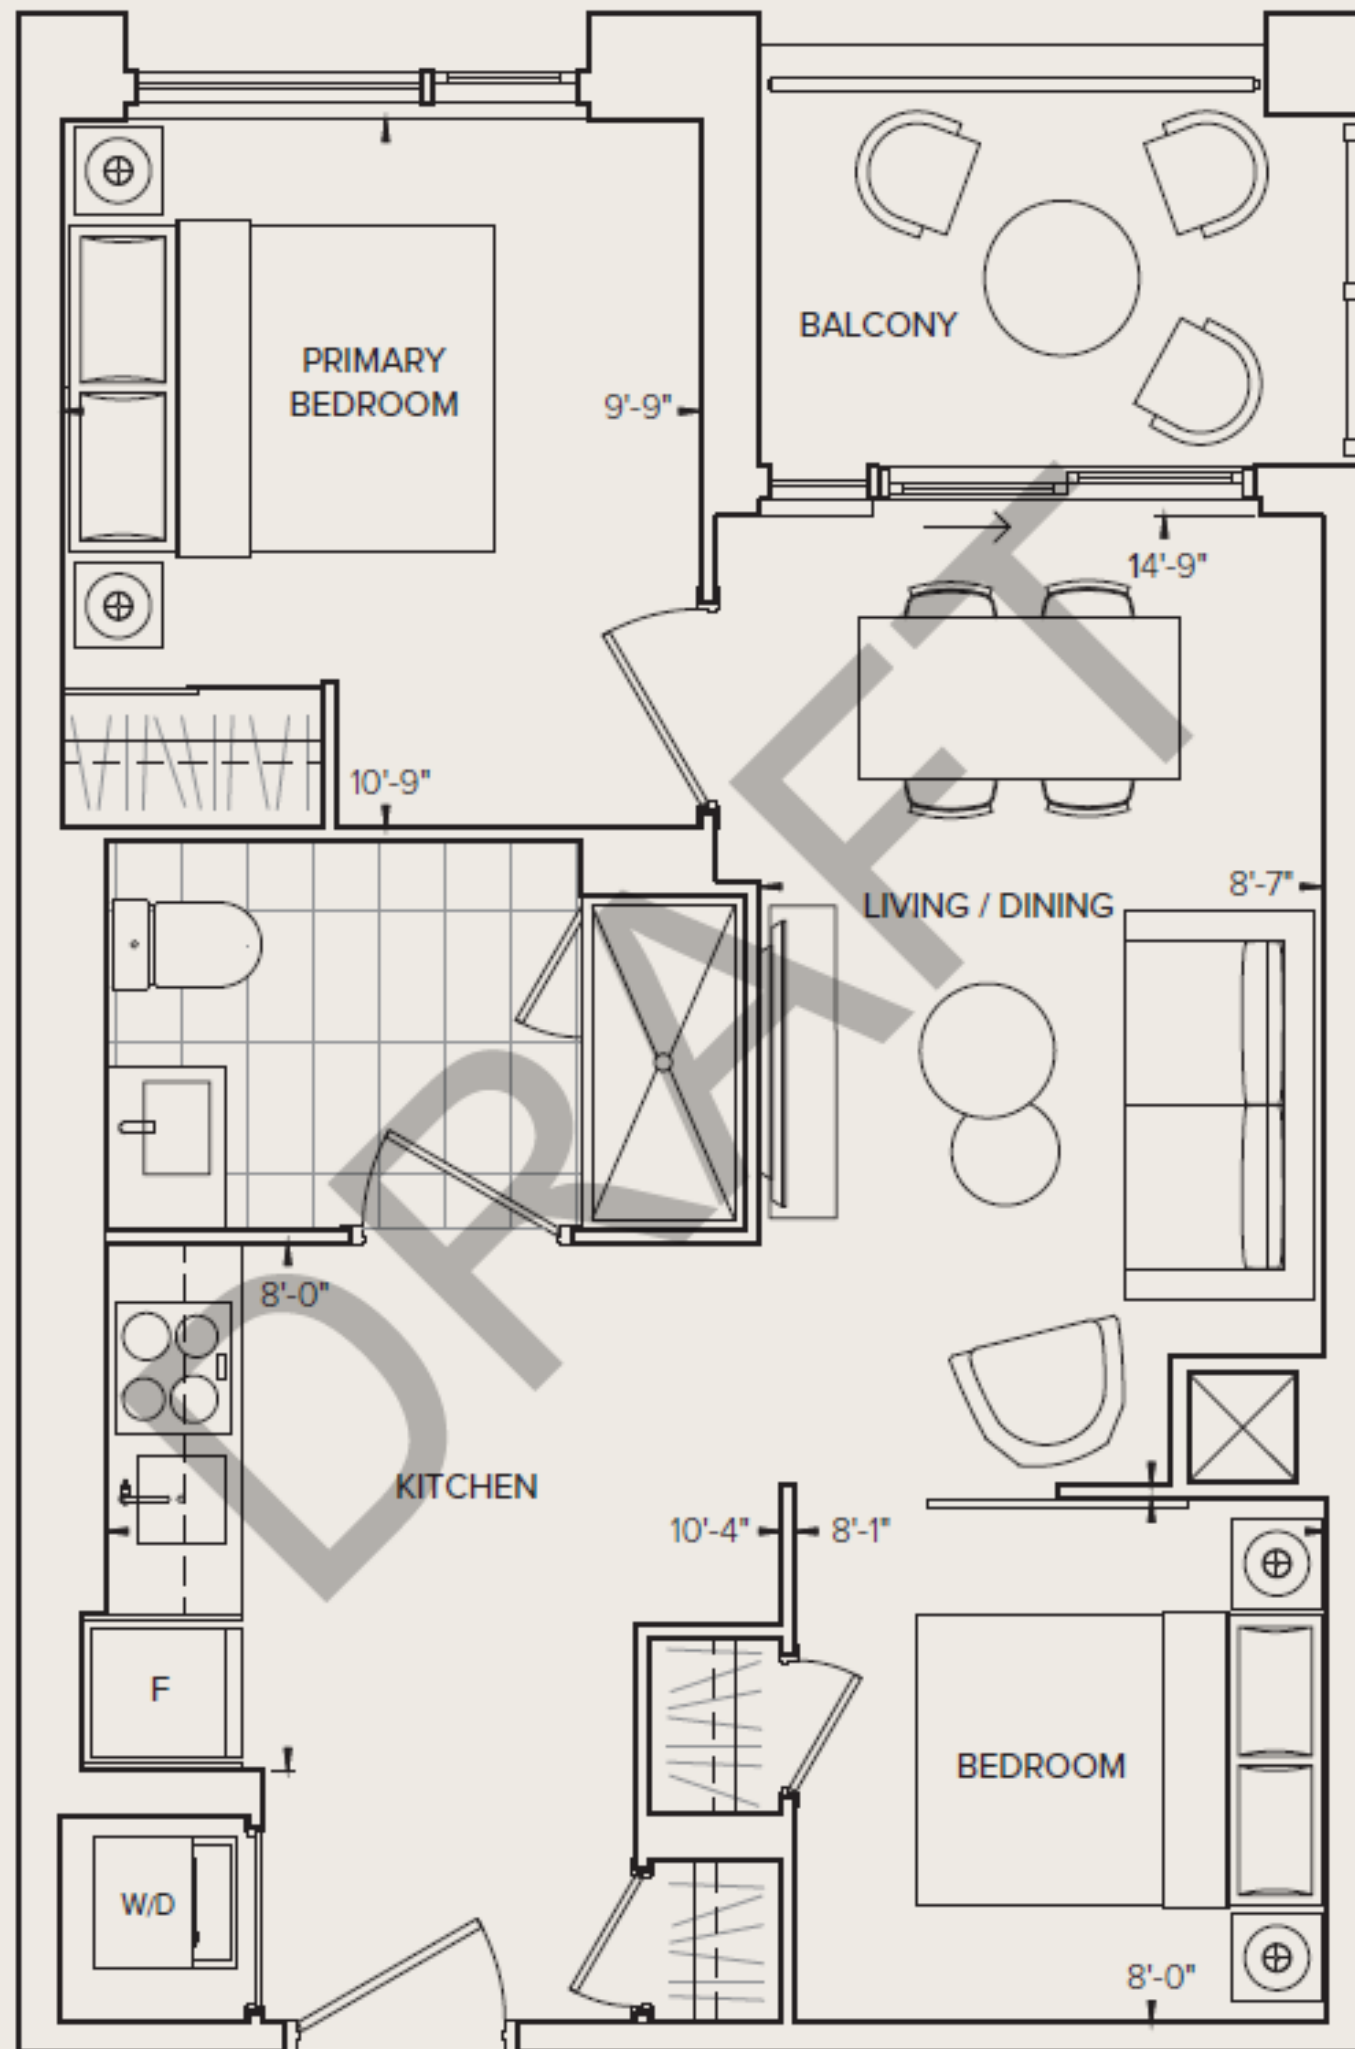 PRIMARY
BEDROOM
9'-9"
BALCONY
14'-9"
10'-9"
LIVING / DINING
8'-7"
8'-0"
KITCHEN
10'-4"
8'-1"
F
BEDROOM
W/D
8'-0"
DRAFT